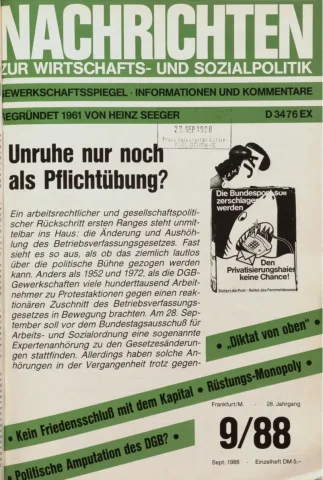 NACHRICHTEN
ZUR WIRTSCHAFTS- UND SOZIALPOLITIK
GEWERKSCHAFTSSPIEGEL · INFORMATIONEN UND KOMMENTARE
GEGRÜNDET 1961 VON HEINZ SEEGER
D 3476 EX
Unruhe nur noch
als Pflichtübung?
Ein arbeitsrechtlicher und gesellschaftspoliti-
scher Rückschritt ersten Ranges steht unmit-
telbar ins Haus: die Änderung und Aushöh-
lung des Betriebsverfassungsgesetzes. Fast
sieht es so aus, als ob das ziemlich lautlos
über die politische Bühne gezogen werden
kann. Anders als 1952 und 1972, als die DGB-
Gewerkschaften viele hunderttausend Arbeit-
nehmer zu Protestaktionen gegen einen reak-
tionären Zuschnitt des Betriebsverfassungs-
gesetzes in Bewegung brachten. Am 28. Sep-
tember soll vor dem Bundestagsausschuß für
Arbeits- und Sozialordnung eine sogenannte
Expertenanhörung zu den Gesetzesänderun-
gen stattfinden. Allerdings haben solche An-
hörungen in der Vergangenheit trotz gegen-
Die Bundespost soll
zerschlagen
werden
Den
Privatisierungshaien
keine Chance!
• „Diktat von oben“ •
• Kein Friedensschluß mit dem Kapital • Rüstungs-Monopoly •
• Politische Amputation des DGB? •
Frankfurt/M. · 28. Jahrgang
9/88
Sept. 1988 · Einzelheft DM 5,–